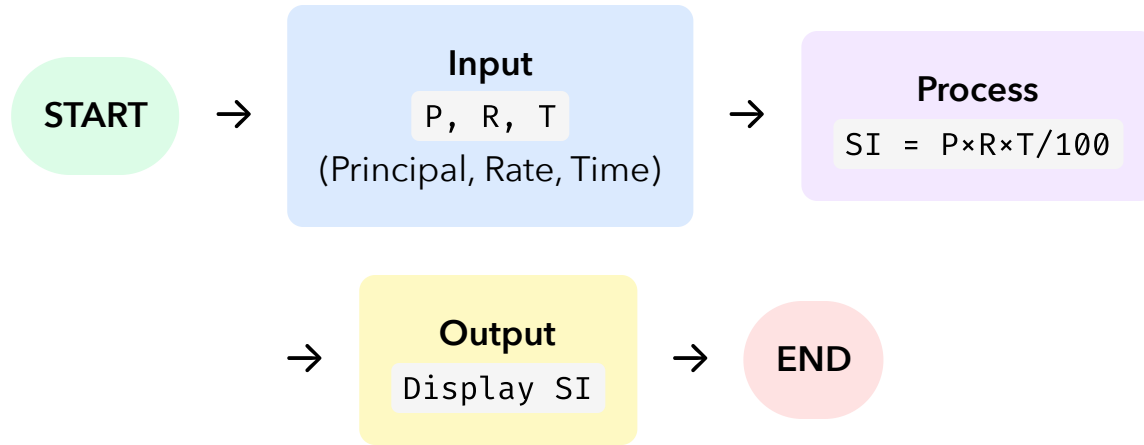 START
→
Input
P, R, T
(Principal, Rate, Time)
→
Process
SI = P×R×T/100
→
Output
Display SI
→
END